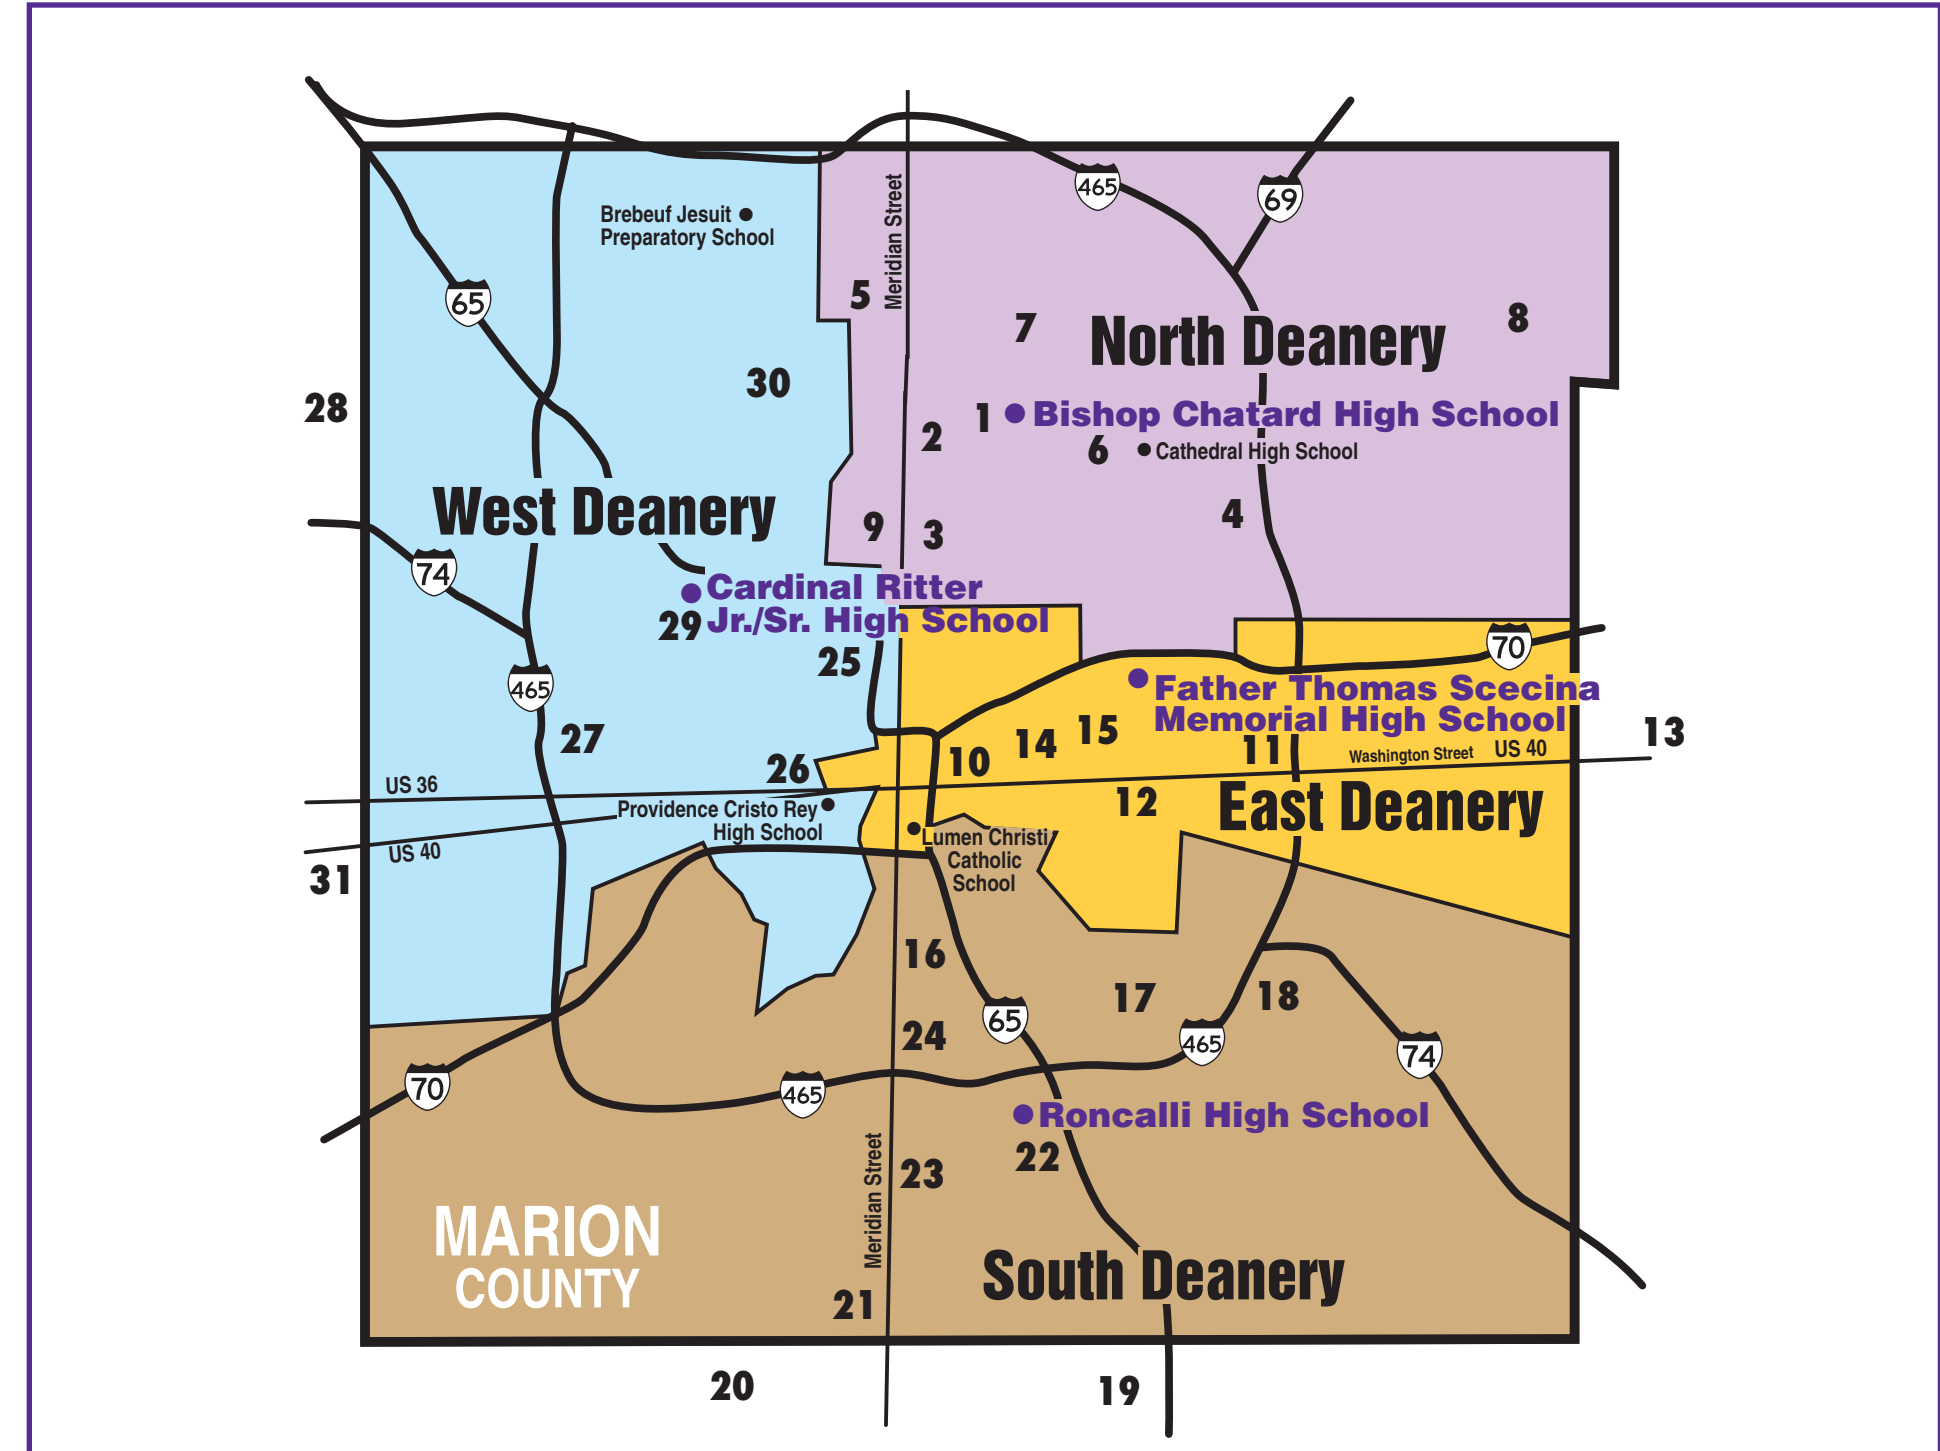 465
69
Meridian Street
Brebeuf Jesuit
Preparatory School
65
5
7
8
North Deanery
30
28
1
Bishop Chatard High School
2
6
Cathedral High School
West Deanery
4
9
3
74
Cardinal Ritter
Jr./Sr. High School
29
25
70
465
Father Thomas Scecina
Memorial High School
27
15
14
11
13
10
26
Washington Street
US 40
US 36
Providence Cristo Rey
High School
12
East Deanery
Lumen Christi
Catholic
School
US 40
31
16
17
18
65
24
465
74
70
465
Roncalli High School
22
23
Meridian Street
MARION
COUNTY
South Deanery
21
20
19